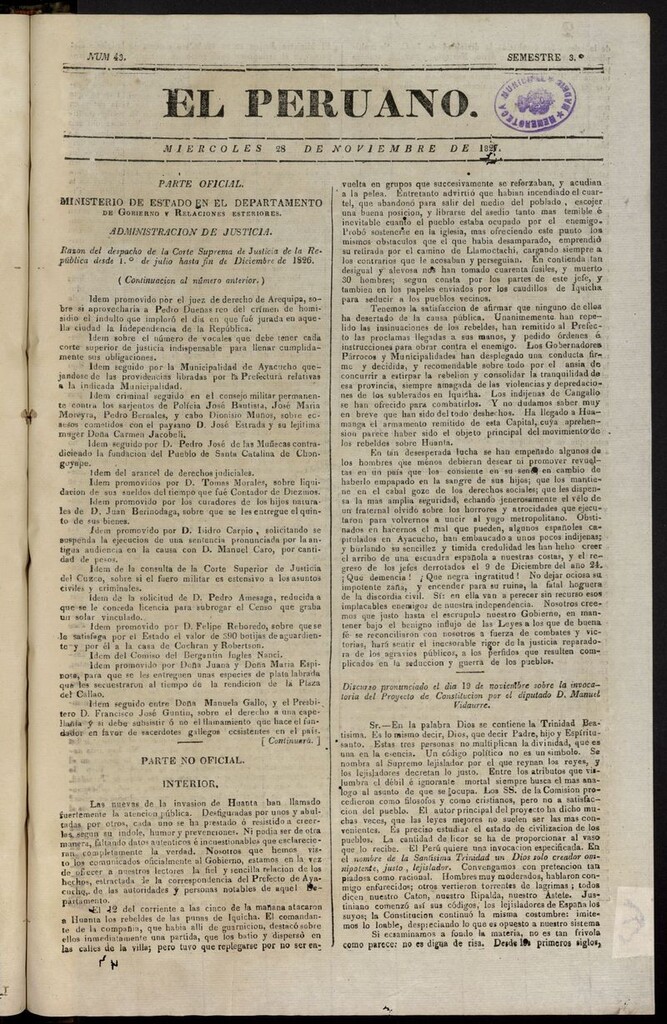 NUM 43.
SEMESTRE 3.º
EL PERUANO.
MIERCOLES 28 DE NOVIEMBRE DE
PARTE OFICIAL.
MINISTERIO DE ESTADO EN EL DEPARTAMENTO
DE GOBIERNO Y RELACIONES ESTERIORES.
ADMINISTRACION DE JUSTICIA.
Razon del despacho de la Corte Suprema de Justicia de la Re-
pública desde 1.º de julio hasta fin de Diciembre de 1826.
(Continuacion al número anterior.)
Idem promovido por el juez de derecho de Arequipa, so-
bre si aprovecharia a Pedro Dueñas reo del crímen de homi-
sidio el indulto que imploró el dia en que fué jurada en aque-
lla ciudad la Independencia de la República.
Idem sobre el número de vocales que debe tener cada
corte superior de justicia indispensable para llenar cumplida-
mente sus obligaciones.
Idem seguido por la Municipalidad de Ayacucho que-
jandose de las providencias libradas por la Prefectura relativas
a la indicada Municipalidad.
Idem criminal seguido en el consejo militar permanen-
te contra los sarjentos de Policía José Bautista, José Maria
Moreyra, Pedro Bernales, y cabo Dionisio Muñoz, sobre ec-
sesos cometidos con el paysano D. José Estrada y su lejitima
muger Doña Carmen Jacobeli.
Idem seguido por D. Pedro José de las Muñecas contra-
diciendo la fundacion del Pueblo de Santa Catalina de Chon-
goyape.
Idem del arancel de derechos judiciales.
Idem promovidos por D. Tomas Morales, sobre liqui-
dacion de sus sueldos del tiempo que fué Contador de Diezmos.
Idem promovido por los curadores de los hijos natura-
les de D. Juan Berinduaga, sobre que se les entregue el quin-
to de sus bienes.
Idem promovido por D. Isidro Carpio, solicitando se
suspenda la ejecucion de una sentencia pronunciada por la an-
tigua audiencia en la causa con D. Manuel Caro, por canti-
dad de pesos.
Idem de la consulta de la Corte Superior de Justicia
del Cuzco, sobre si el fuero militar es estensivo a los asuntos
civiles y criminales.
Idem de la solicitud de D. Pedro Amesaga, reducida a
que se le conceda licencia para subrogar el Censo que graba
un solar vinculado.
Idem promovido por D. Felipe Reboredo, sobre que se
le satisfaga por el Estado el valor de 390 botijas de aguardien-
te y por él a la casa de Cochran y Robertson.
Idem del Comiso del Bergantin Ingles Nanci.
Idem promovido por Doña Juana y Doña Maria Espi-
nosa, para que se les entreguen unas especies de plata labrada
que les secuestraron al tiempo de la rendicion de la Plaza
del Callao.
Idem seguido entre Doña Manuela Gallo, y el Presbi-
tero D. Francisco José Guntin, sobre el derecho a una cape-
llanía y si debe subsistir ó no el llamamiento que hace el fun-
dador en favor de sacerdotes gallegos ecsistentes en el pais.
[Continuerá.]
PARTE NO OFICIAL.
INTERIOR.
Las nuevas de la invasion de Huanta han llamado
fuertemente la atencion pública. Desfiguradas por unos y abul-
tadas por otros, cada uno se ha prestado ó resistido a creer-
las, segun su indole, humor y prevenciones. Ni podia ser de otra
manera, faltando datos autenticos é incuestionables que esclarecie-
ran completamente la verdad. Nosotros que hemos vis-
to los comunicados oficialmente al Gobierno, estamos en la vez
de ofrecer a nuestros lectores la fiel y sencilla relacion de los
hechos, estractada de la correspondencia del Prefecto de Aya-
cucho, de las autoridades y personas notables de aquel De-
partamento.
El 12 del corriente a las cinco de la mañana atacaron
a Huanta los rebeldes de las punas de Iquicha. El comandan-
te de la compañia, que habia allí de guarnicion, destacó sobre
ellos inmediatamente una partida, que los batio y dispersó en
las calles de la villa; pero tuvo que replegarse por no ser en-
vuelta en grupos que succesivamente se reforzaban, y acudian
a la pelea. Entretanto advirtió que habian incendiado el cuar-
tel, que abandonó para salir del medio del poblado, escojer
una buena posicion, y librarse del asedio tanto mas temible é
inevitable cuanto el pueblo estaba ocupado por el enemigo.
Probó sostenerse en la iglesia, mas ofreciendo este punto los
mismos obstaculos que el que habia desamparado, emprendió
su retirada por el camino de Llamoctachi, cargando siempre a
los contrarios que le acosaban y perseguian. En contienda tan
desigual y alevosa nos han tomado cuarenta fusiles, y muerto
30 hombres; segun consta por los partes de este jefe, y
tambien en los papeles enviados por los caudillos de Iquicha
para seducir a los pueblos vecinos.
Tenemos la satisfaccion de afirmar que ninguno de ellos
ha desertado de la causa pública. Unanimemente han repe-
lido las insinuaciones de los rebeldes, han remitido al Prefec-
to las proclamas llegadas a sus manos, y pedido órdenes é
instrucciones para obrar contra el enemigo. Los Gobernadores
Párrocos y Municipalidades han desplegado una conducta fir-
me y decidida, y recomendable sobre todo por el ansia de
concurrir a estirpar la rebelion y consolidar la tranquilidad de
esa provincia, siempre amagada de las violencias y depredacio-
nes de los sublevados en Iquicha. Los indijenas de Cangallo
se han ofrecido para combatirlos. Y no dudamos saber muy
en breve que han sido del todo deshechos. Ha llegado a Hua-
manga el armamento remitido de esta Capital, cuya aprehen-
sion parece haber sido el objeto principal del movimiento de
los rebeldes sobre Huanta.
En tan desesperada lucha se han empeñado algunos de
los hombres que menos debieran desear ni promover revuel-
tas en un pais que los consiente en su seno en cambio de
haberlo empapado en la sangre de sus hijos; que los mantie-
ne en el cabal goze de los derechos sociales; que les dispen-
sa la mas amplia seguridad, echando jenerosamente el velo de
un fraternal olvido sobre los horrores y atrocidades que ejecu-
taron para volvernos a uncir al yugo metropolitano. Obsti-
nados en hacernos el mal que pueden, algunos españoles ca-
pitulados en Ayacucho, han embaucado a unos pocos indijenas;
y burlando su sencillez y timida credulidad les han hecho creer
el arribo de una escuadra española a nuestras costas, y el re-
greso de los jefes derrotados el 9 de Diciembre del año 24.
¡Que demencia! ¡Que negra ingratitud! No dejar ociosa su
impotente zaña, y encender para su ruina, la fatal hoguera
de la discordia civil. Sí: en ella van a perecer sin recurso esos
implacables enemigos de nuestra independencia. Nosotros cree-
mos que justo hasta el escrupulo nuestro Gobierno, en man-
tener bajo el benigno influjo de las Leyes a los que de buena
fé se reconciliaron con nosotros a fuerza de combates y vic-
torias, hará sentir el inecsorable rigor de la justicia reparado-
ra de los agravios públicos, a los perfidos que resulten com-
plicados en la seduccion y guerra de los pueblos.
Discurso pronunciado el dia 19 de noviembre sobre la invoca-
toria del Proyecto de Constitucion por el diputado D. Manuel
Vidaurre.
Sr.—En la palabra Dios se contiene la Trinidad Bea-
tísima. Es lo mismo decir, Dios, que decir Padre, hijo y Espiritu-
santo. Estas tres personas no multiplican la divinidad, que es
una en la ciencia. Un código político no es un símbolo. Se
nombra al Supremo lejislador por el que reynan los reyes, y
los lejisladores decretan lo justo. Entre los atributos que vis-
lumbra el debil é ignorante mortal siempre busca el mas ana-
logo al asunto de que se ocupa. Los SS. de la Comision pro-
cedieron como filosofos y como cristianos, pero no a satisfac-
cion del pueblo. El autor principal del proyecto ha dicho mu-
chas veces, que las leyes mejores no suelen ser las mas con-
venientes. Es preciso estudiar el estado de civilizacion de los
pueblos. La cantidad de licor se ha de proporcionar al vaso
que lo recibe. El Perú quiere una invocacion especificada. En
el nombre de la Santísima Trinidad un Dios solo creador om-
nipotente, justo, lejislador. Convengamos con pretencion tan
piadosa como racional. Hombres muy moderados, hablaron con-
migo enfurecidos; otros vertieron torrentes de lagrimas; todos
dicen nuestro Caton, nuestro Ripalda, nuestro Astete. Jus-
tiniano comenzó así sus códigos, los lejisladores de España los
suyos; la Constitucion continuó la misma costumbre: imite-
mos lo loable, despreciando lo que es opuesto a nuestro sistema
Si ecsaminamos a fondo la materia, no es tan frivola
como parece: no es digna de risa. Desde los primeros siglos,
HEMEROTECA MUNICIPAL MADRID